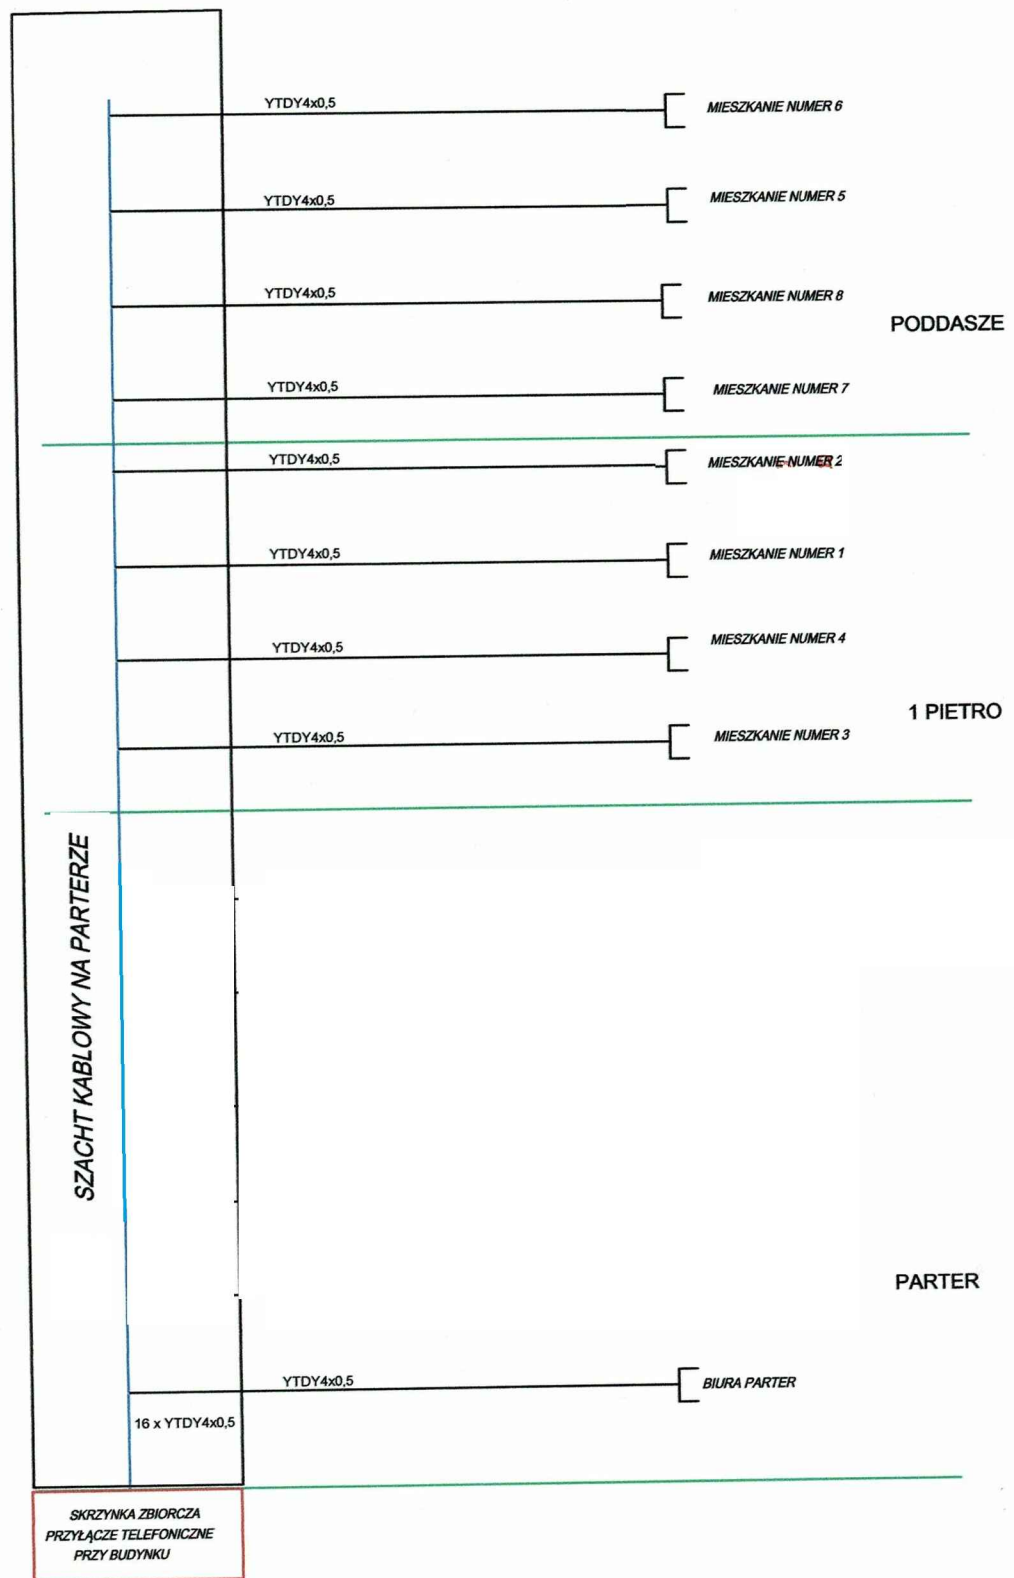 YTDY4x0,5
MIESZKANIE NUMER 6
YTDY4x0,5
MIESZKANIE NUMER 5
YTDY4x0,5
MIESZKANIE NUMER 8
PODDASZE
YTDY4x0,5
MIESZKANIE NUMER 7
YTDY4x0,5
MIESZKANIE NUMER 2
YTDY4x0,5
MIESZKANIE NUMER 1
YTDY4x0,5
MIESZKANIE NUMER 4
1 PIETRO
YTDY4x0,5
MIESZKANIE NUMER 3
SZACHT KABLOWY NA PARTERZE
PARTER
YTDY4x0,5
BIURA PARTER
16 x YTDY4x0,5
SKRZYNKA ZBIORCZA
PRZYŁĄCZE TELEFONICZNE
PRZY BUDYNKU